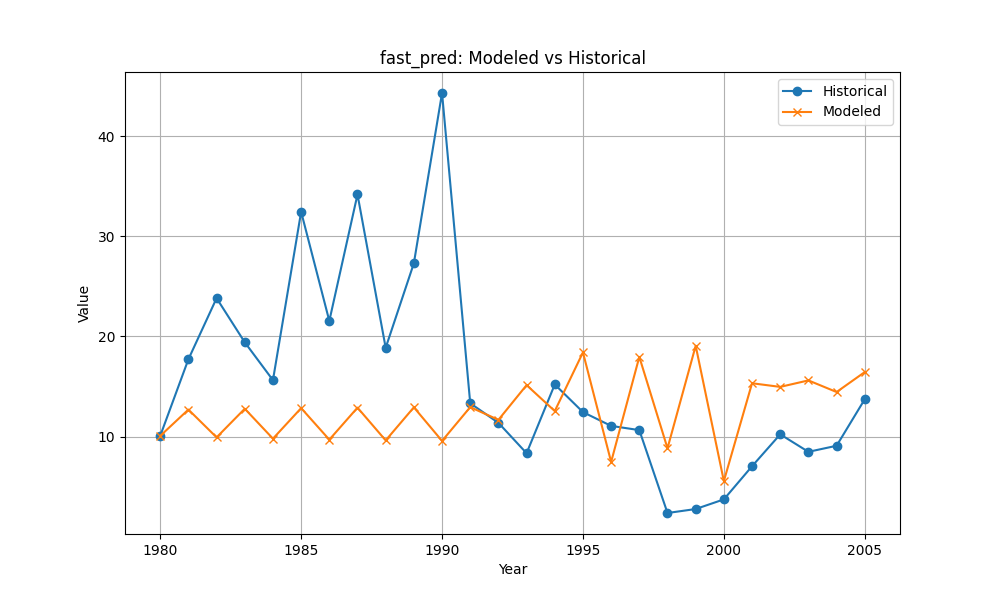 fast_pred: Modeled vs Historical
Historical
Modeled
Value
40
30
20
10
1980 1985 1990 1995 2000 2005
Year